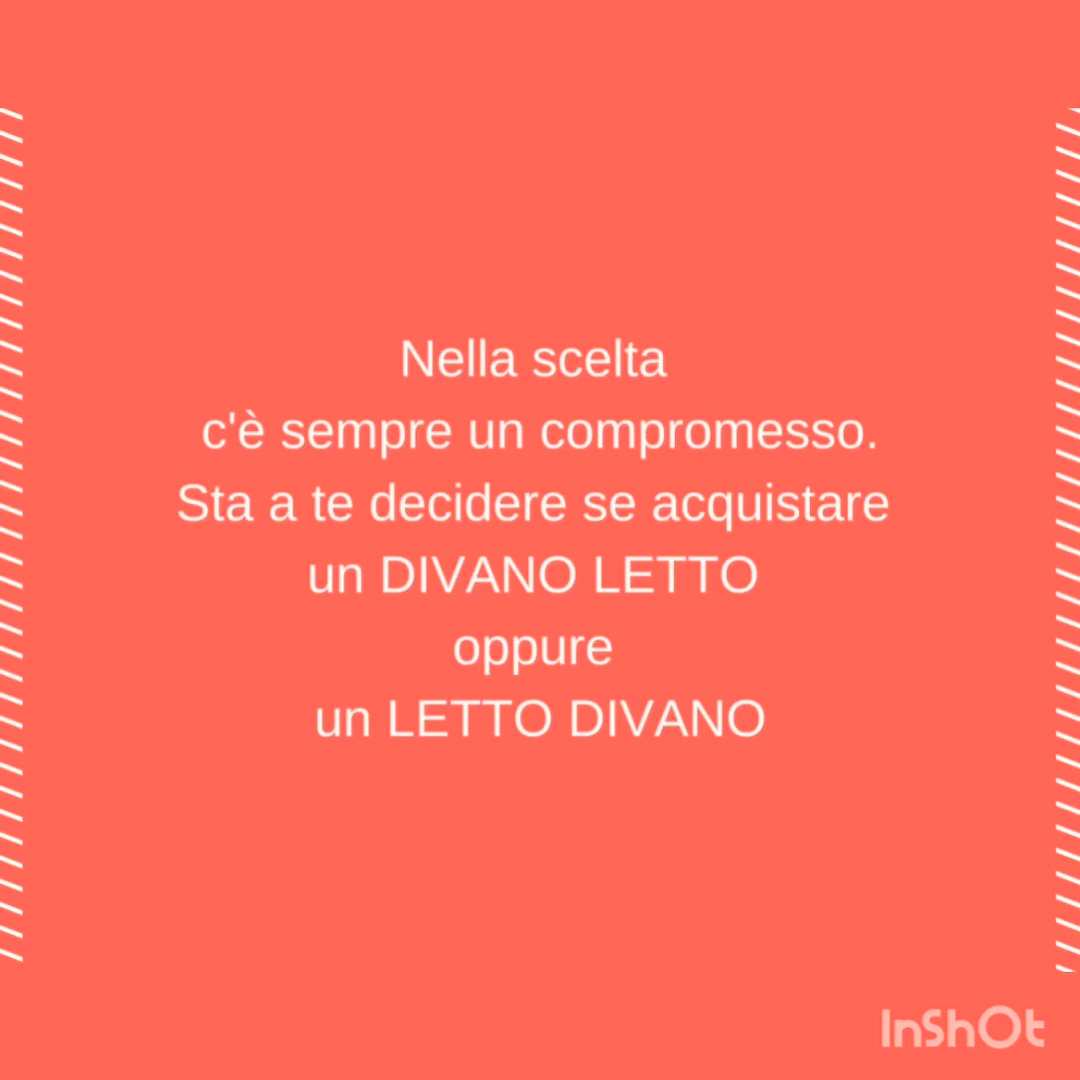 Nella scelta
c'è sempre un compromesso.
Sta a te decidere se acquistare
un DIVANO LETTO
oppure
un LETTO DIVANO
InShOt